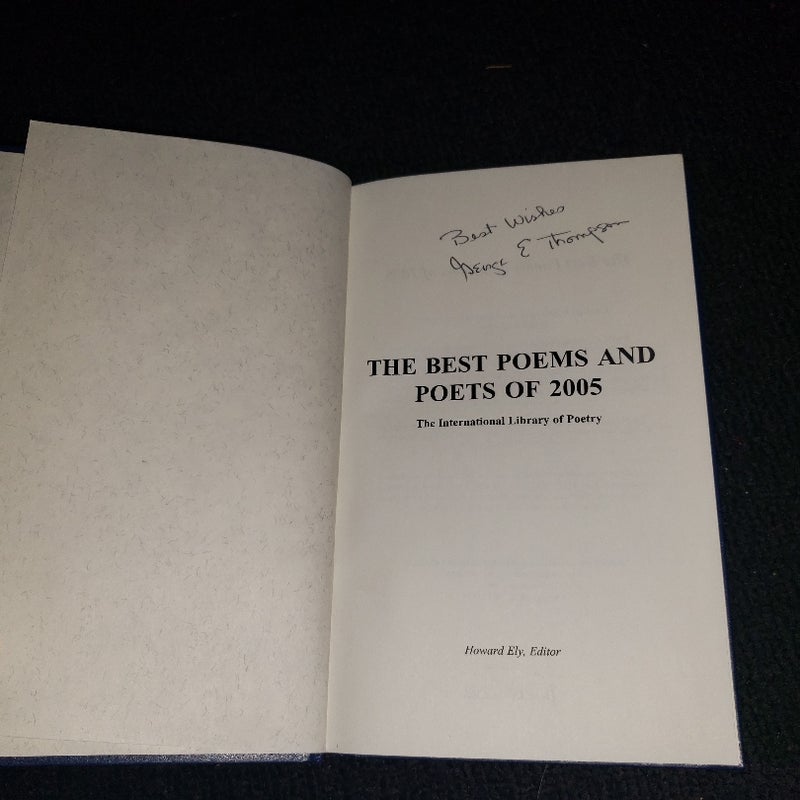 Best Wishes
George E Thompson
THE BEST POEMS AND
POETS OF 2005
The International Library of Poetry
Howard Ely, Editor